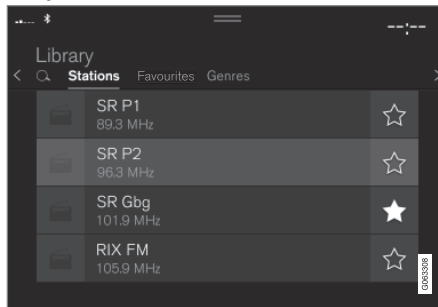 --:--
Library
Stations Favourites Genres
SR P1
89.3 MHz
SR P2
96.3 MHz
SR Gbg
101.9 MHz
RIX FM
105.9 MHz
G063308